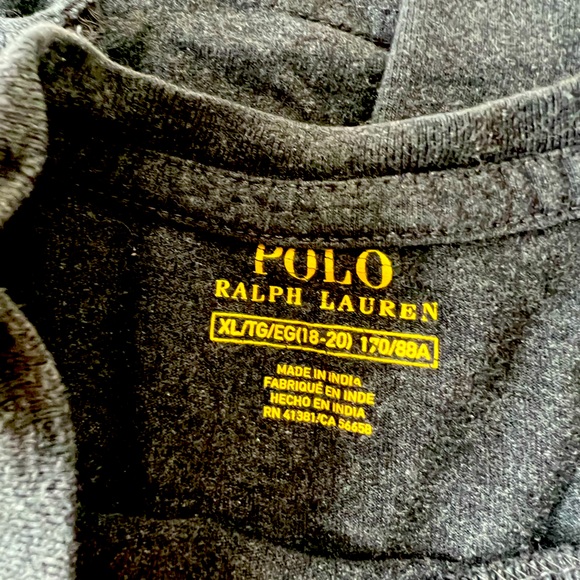 POLO
RALPH LAUREN
XL/TG/EG(18-20) 170/88A
MADE IN INDIA
FABRIQUÉ EN INDE
HECHO EN INDIA
RN 41381/CA 56658